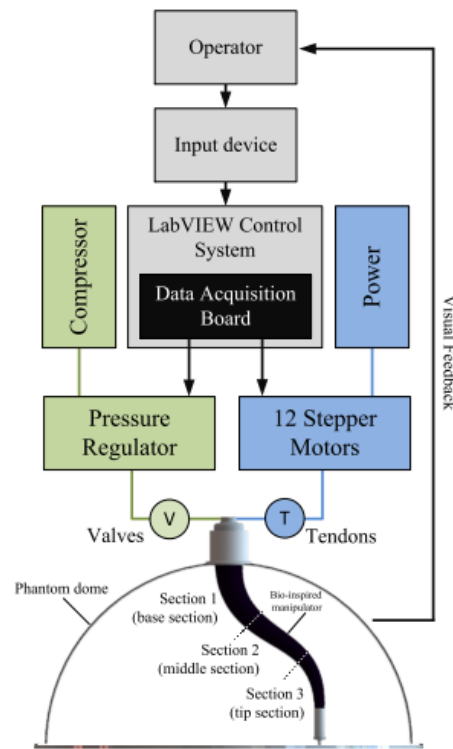 Operator
Input device
LabVIEW Control
System
Data Acquisition
Board
Compressor
Power
Visual Feedback
Pressure
Regulator
12 Stepper
Motors
V
T
Valves
Tendons
Phantom dome
Section 1
(base section)
Bio-inspired
manipulator
Section 2
(middle section)
Section 3
(tip section)